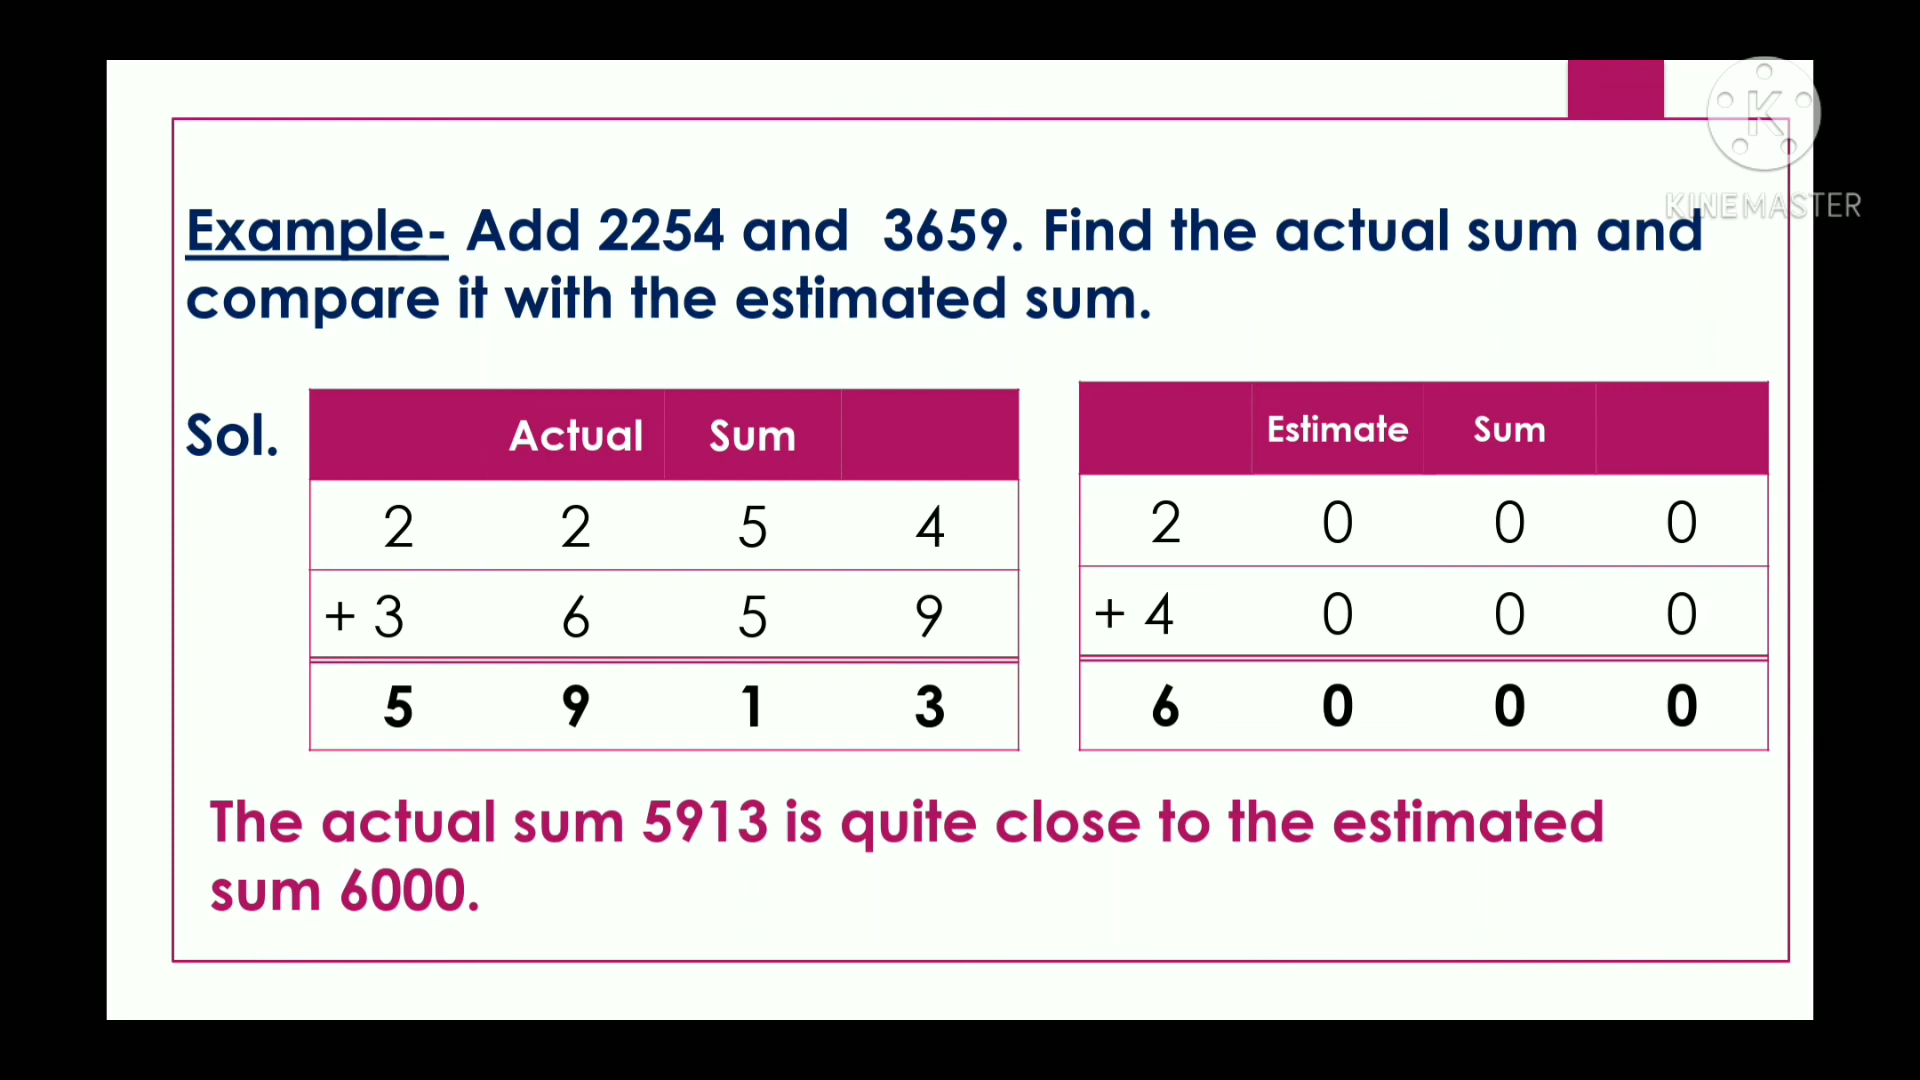 K
KINEMASTER
Example- Add 2254 and 3659. Find the actual sum and
compare it with the estimated sum.
Sol.
Actual Sum
2 2 5 4
+ 3 6 5 9
5 9 1 3
Estimate Sum
2 0 0 0
+ 4 0 0 0
6 0 0 0
The actual sum 5913 is quite close to the estimated
sum 6000.